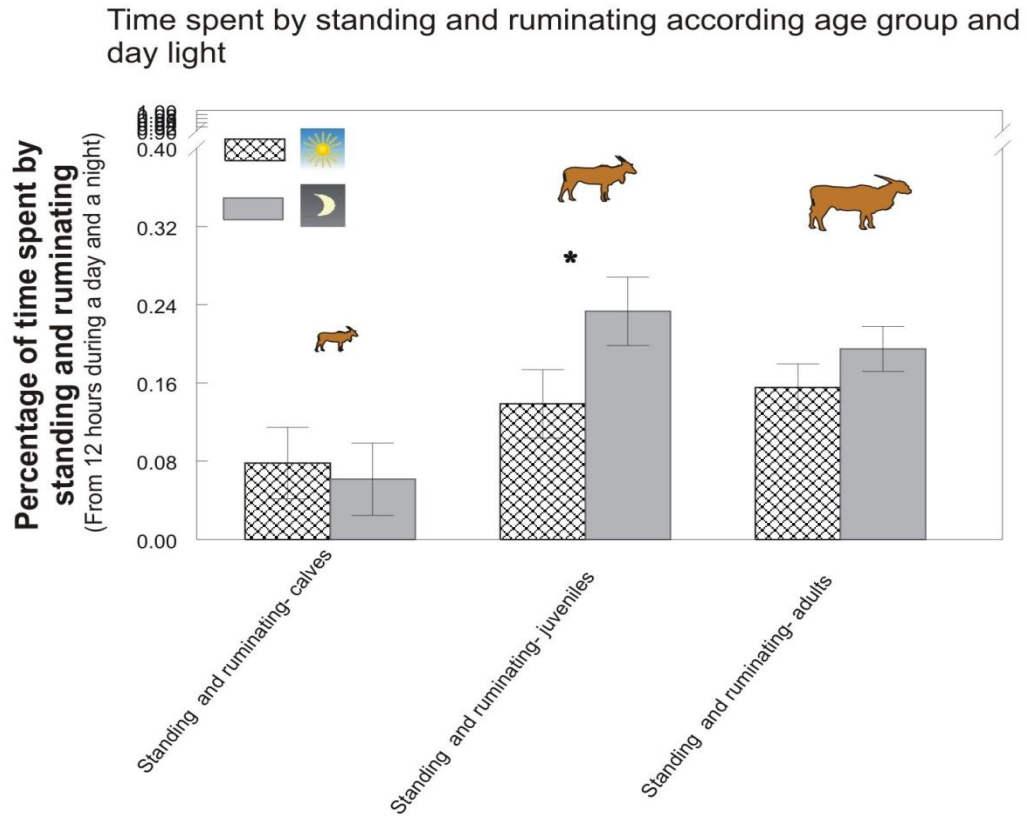 Time spent by standing and ruminating according age group and
day light
Percentage of time spent by
standing and ruminating
(From 12 hours during a day and a night)
1.00
0.40
0.32
0.24
0.16
0.08
0.00
*
Standing and ruminating- calves
Standing and ruminating- juveniles
Standing and ruminating- adults